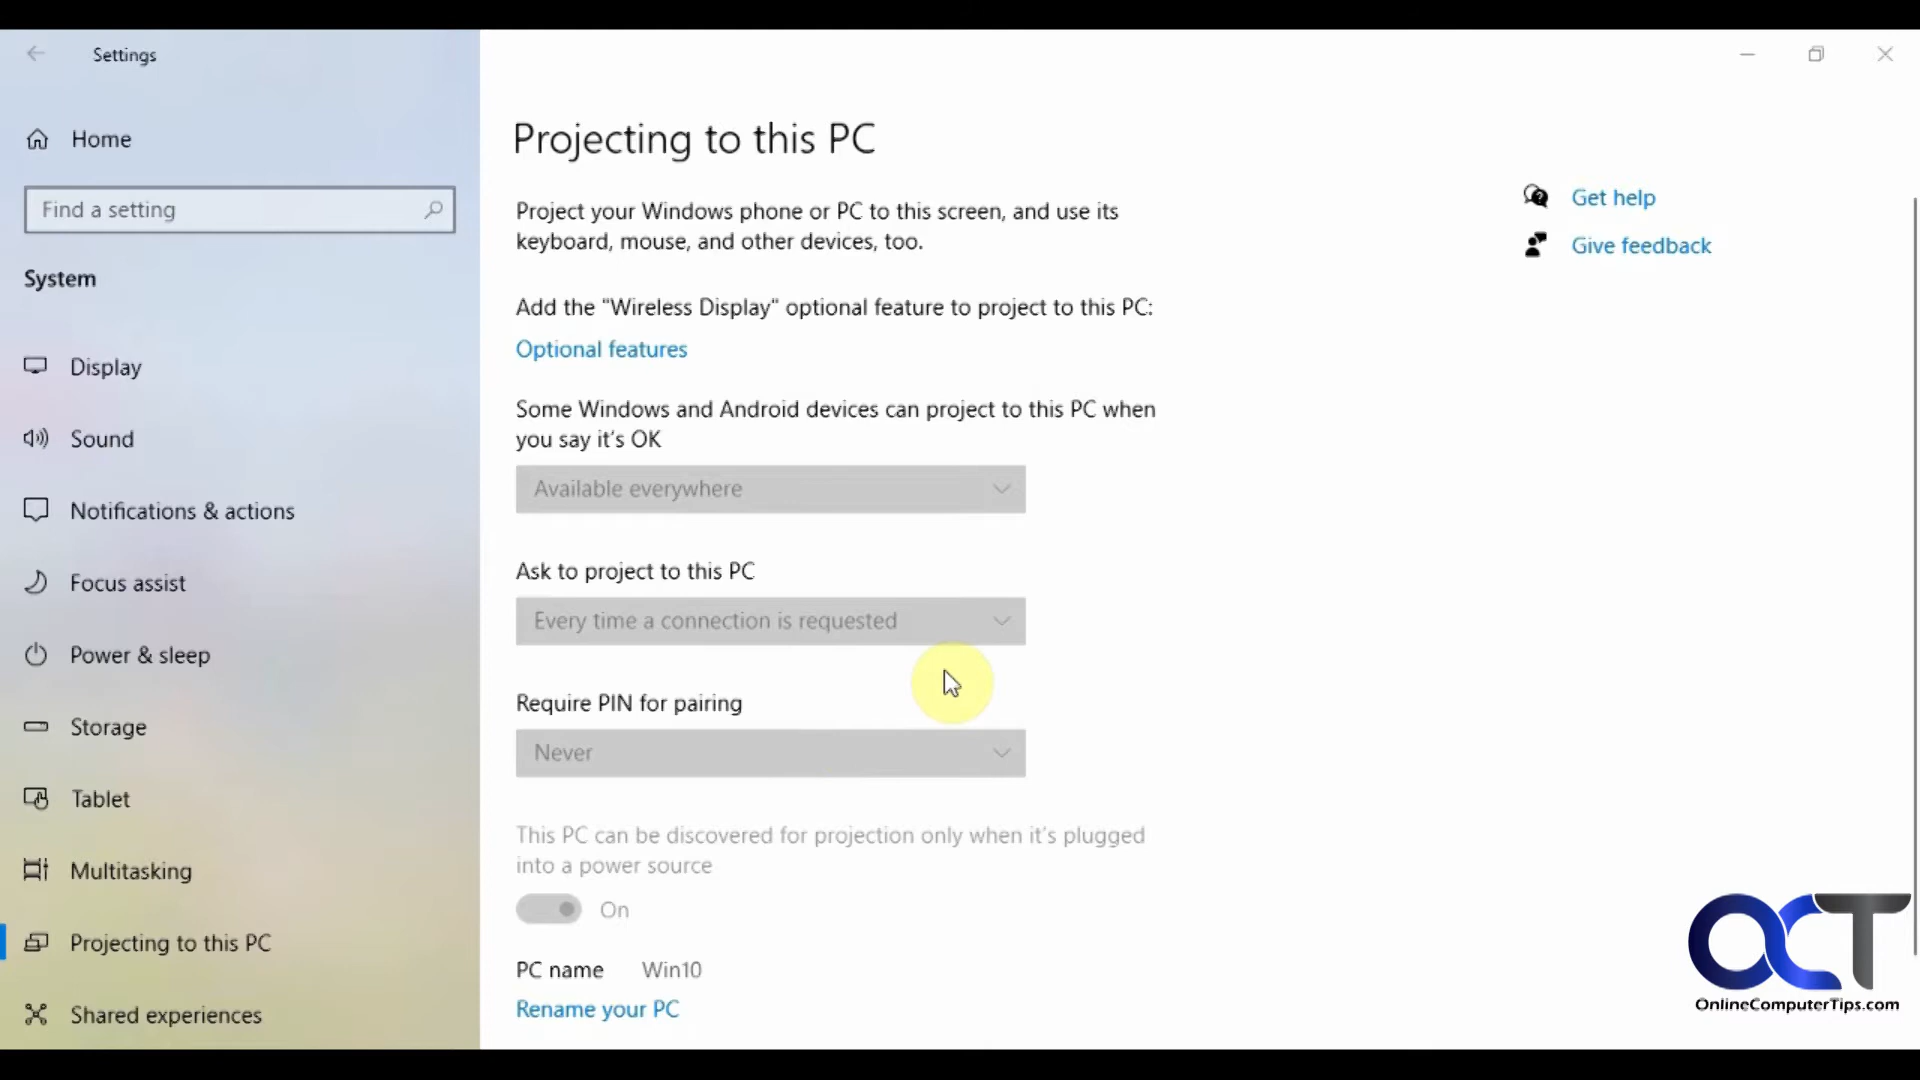 Settings
Home
Find a setting
System
Display
Sound
Notifications & actions
Focus assist
Power & sleep
Storage
Tablet
Multitasking
Projecting to this PC
Shared experiences
Projecting to this PC
Project your Windows phone or PC to this screen, and use its
keyboard, mouse, and other devices, too.
Add the "Wireless Display" optional feature to project to this PC:
Optional features
Some Windows and Android devices can project to this PC when
you say it's OK
Available everywhere
Ask to project to this PC
Every time a connection is requested
Require PIN for pairing
Never
This PC can be discovered for projection only when it's plugged
into a power source
On
PC name Win10
Rename your PC
Get help
Give feedback
OCT
OnlineComputerTips.com